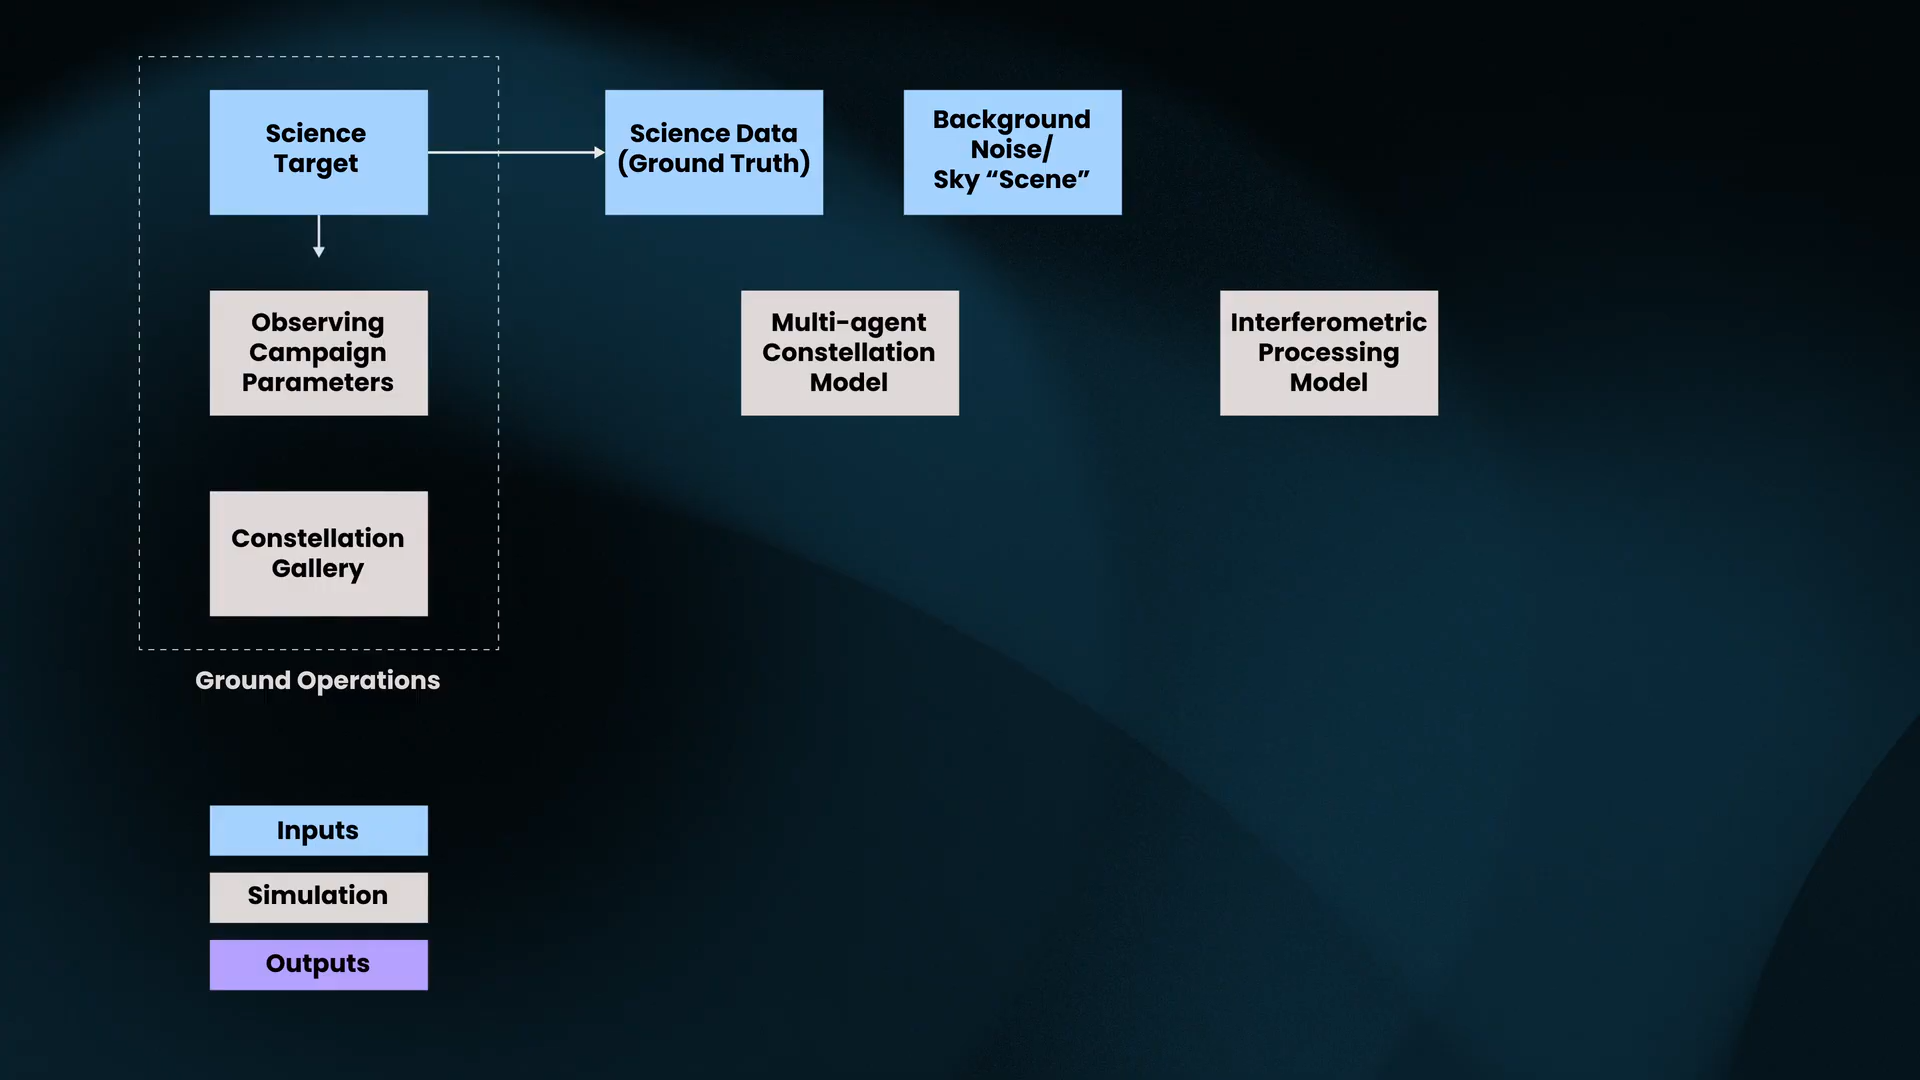 Science
Target
Science Data
(Ground Truth)
Background
Noise/
Sky “Scene”
Observing
Campaign
Parameters
Multi-agent
Constellation
Model
Interferometric
Processing
Model
Constellation
Gallery
Ground Operations
Inputs
Simulation
Outputs